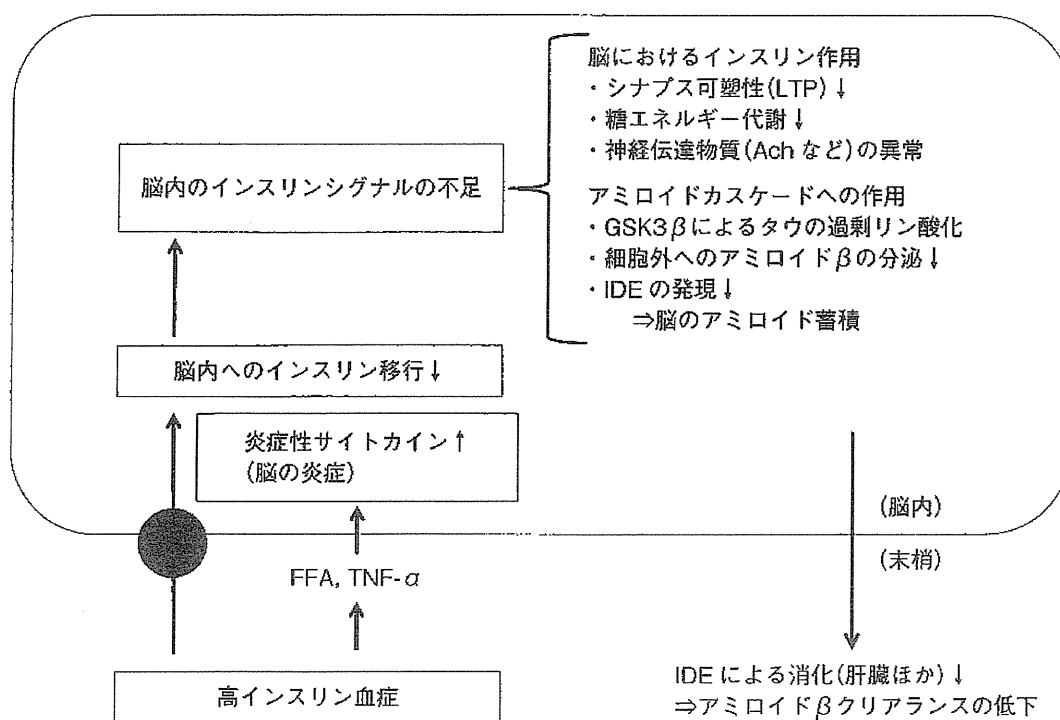 脳におけるインスリン作用
・シナプス可塑性(LTP)↓
・糖エネルギー代謝↓
・神経伝達物質(Achなど)の異常
脳内のインスリンシグナルの不足
アミロイドカスケードへの作用
・GSK3βによるタウの過剰リン酸化
・細胞外へのアミロイドβの分泌↓
・IDEの発現↓
⇒脳のアミロイド蓄積
脳内へのインスリン移行↓
炎症性サイトカイン↑
(脳の炎症)
(脳内)
(末梢)
FFA, TNF-α
IDEによる消化(肝臓ほか)↓
⇒アミロイドβクリアランスの低下
高インスリン血症